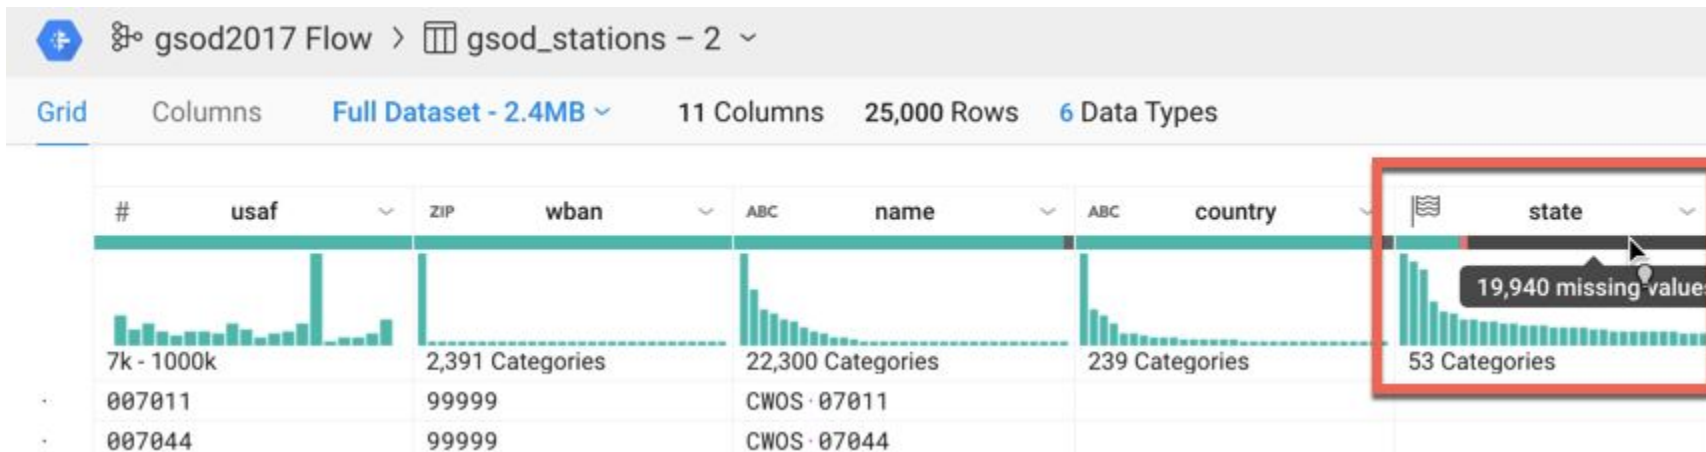 gsod2017 Flow > gsod_stations – 2
Grid Columns Full Dataset - 2.4MB 11 Columns 25,000 Rows 6 Data Types
# usaf ZIP wban ABC name ABC country state
19,940 missing values
7k - 1000k 2,391 Categories 22,300 Categories 239 Categories 53 Categories
007011 99999 CWOS·07011
007044 99999 CWOS·07044